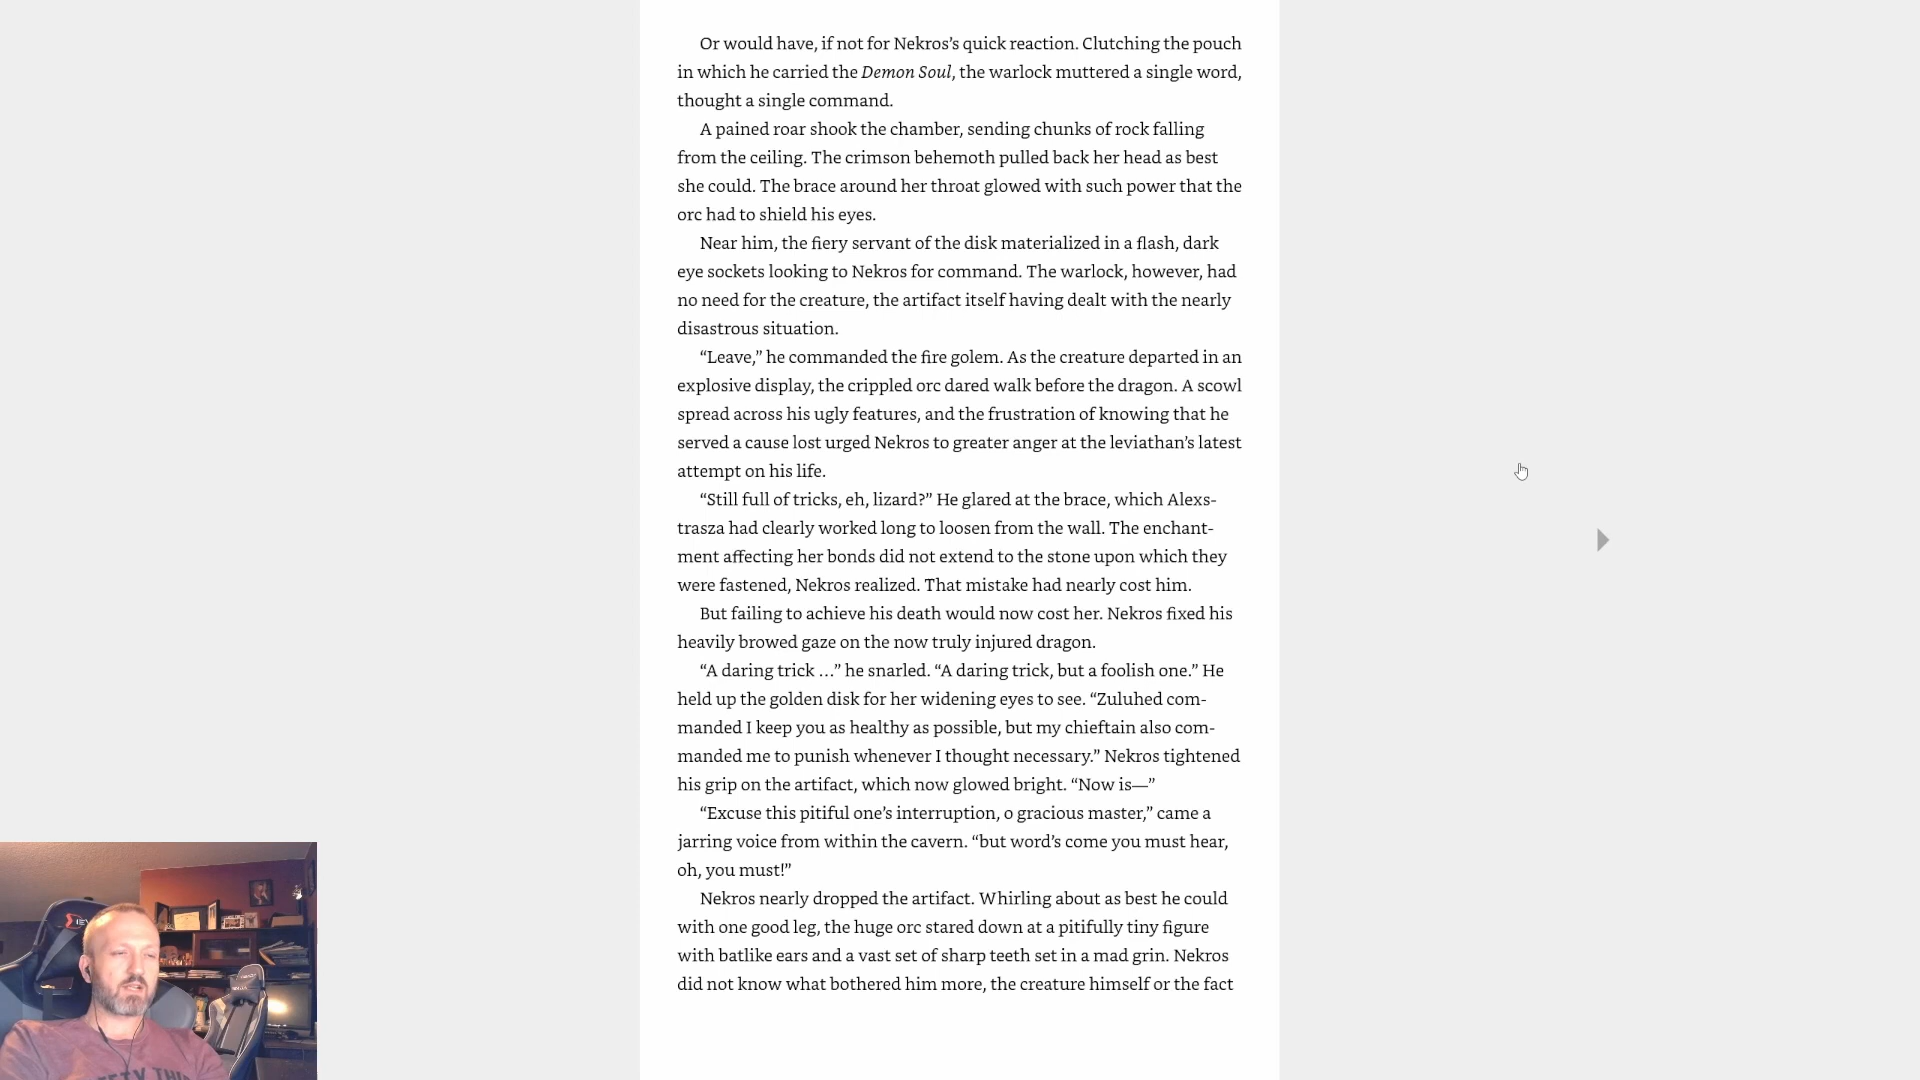 Or would have, if not for Nekros’s quick reaction. Clutching the pouch
in which he carried the Demon Soul, the warlock muttered a single word,
thought a single command.
A pained roar shook the chamber, sending chunks of rock falling
from the ceiling. The crimson behemoth pulled back her head as best
she could. The brace around her throat glowed with such power that the
orc had to shield his eyes.
Near him, the fiery servant of the disk materialized in a flash, dark
eye sockets looking to Nekros for command. The warlock, however, had
no need for the creature, the artifact itself having dealt with the nearly
disastrous situation.
“Leave,” he commanded the fire golem. As the creature departed in an
explosive display, the crippled orc dared walk before the dragon. A scowl
spread across his ugly features, and the frustration of knowing that he
served a cause lost urged Nekros to greater anger at the leviathan’s latest
attempt on his life.
“Still full of tricks, eh, lizard?” He glared at the brace, which Alexs-
trasza had clearly worked long to loosen from the wall. The enchant-
ment affecting her bonds did not extend to the stone upon which they
were fastened, Nekros realized. That mistake had nearly cost him.
But failing to achieve his death would now cost her. Nekros fixed his
heavily browed gaze on the now truly injured dragon.
“A daring trick …” he snarled. “A daring trick, but a foolish one.” He
held up the golden disk for her widening eyes to see. “Zuluhed com-
manded I keep you as healthy as possible, but my chieftain also com-
manded me to punish whenever I thought necessary.” Nekros tightened
his grip on the artifact, which now glowed bright. “Now is—”
“Excuse this pitiful one’s interruption, o gracious master,” came a
jarring voice from within the cavern. “but word’s come you must hear,
oh, you must!”
Nekros nearly dropped the artifact. Whirling about as best he could
with one good leg, the huge orc stared down at a pitifully tiny figure
with batlike ears and a vast set of sharp teeth set in a mad grin. Nekros
did not know what bothered him more, the creature himself or the fact